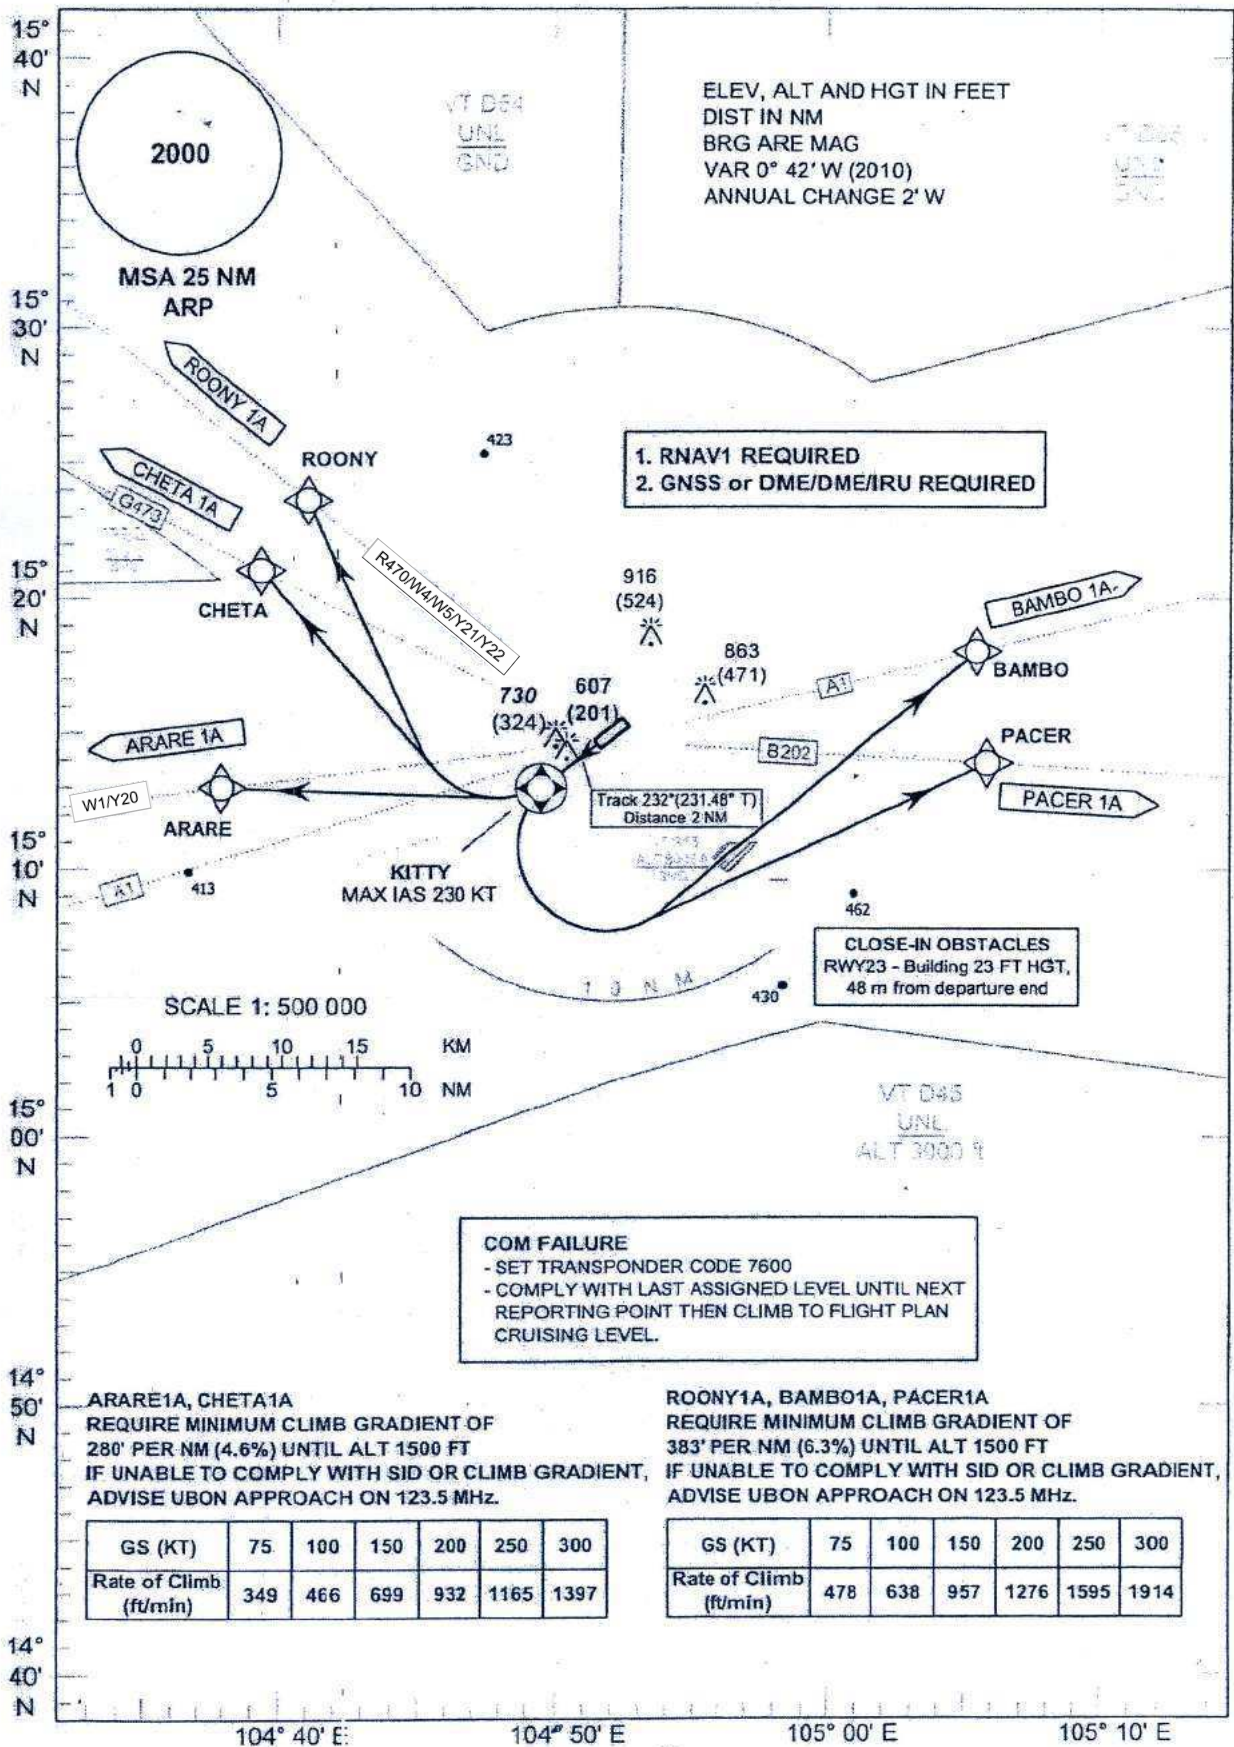 15°
40'
N
2000
MSA 25 NM
ARP
VT D64
UNL
GND
ELEV, ALT AND HGT IN FEET
DIST IN NM
BRG ARE MAG
VAR 0° 42' W (2010)
ANNUAL CHANGE 2' W
15°
30'
N
ROONY 1A
ROONY
423
1. RNAV1 REQUIRED
2. GNSS or DME/DME/IRU REQUIRED
CHETA 1A
G473
CHETA
R470/W4/W5/Y21/Y22
15°
20'
N
916
(524)
863
(471)
BAMBO 1A
BAMBO
A1
730
(324)
607
(201)
ARARE 1A
W1/Y20
ARARE
B202
PACER
PACER 1A
Track 232°(231.48° T)
Distance 2 NM
15°
10'
N
A1
413
KITTY
MAX IAS 230 KT
462
CLOSE-IN OBSTACLES
RWY23 - Building 23 FT HGT,
48 m from departure end
10 NM
430
SCALE 1: 500 000
0 5 10 15 KM
1 0 5 10 NM
15°
00'
N
UNL
ALT 3000 ft
COM FAILURE
- SET TRANSPONDER CODE 7600
- COMPLY WITH LAST ASSIGNED LEVEL UNTIL NEXT
REPORTING POINT THEN CLIMB TO FLIGHT PLAN
CRUISING LEVEL.
14°
50'
N
ARARE1A, CHETA1A
REQUIRE MINIMUM CLIMB GRADIENT OF
280' PER NM (4.6%) UNTIL ALT 1500 FT
IF UNABLE TO COMPLY WITH SID OR CLIMB GRADIENT,
ADVISE UBON APPROACH ON 123.5 MHz.
GS (KT) 75 100 150 200 250 300
Rate of Climb
(ft/min) 349 466 699 932 1165 1397
ROONY1A, BAMBO1A, PACER1A
REQUIRE MINIMUM CLIMB GRADIENT OF
383' PER NM (6.3%) UNTIL ALT 1500 FT
IF UNABLE TO COMPLY WITH SID OR CLIMB GRADIENT,
ADVISE UBON APPROACH ON 123.5 MHz.
GS (KT) 75 100 150 200 250 300
Rate of Climb
(ft/min) 478 638 957 1276 1595 1914
14°
40'
N
104° 40' E
104° 50' E
105° 00' E
105° 10' E